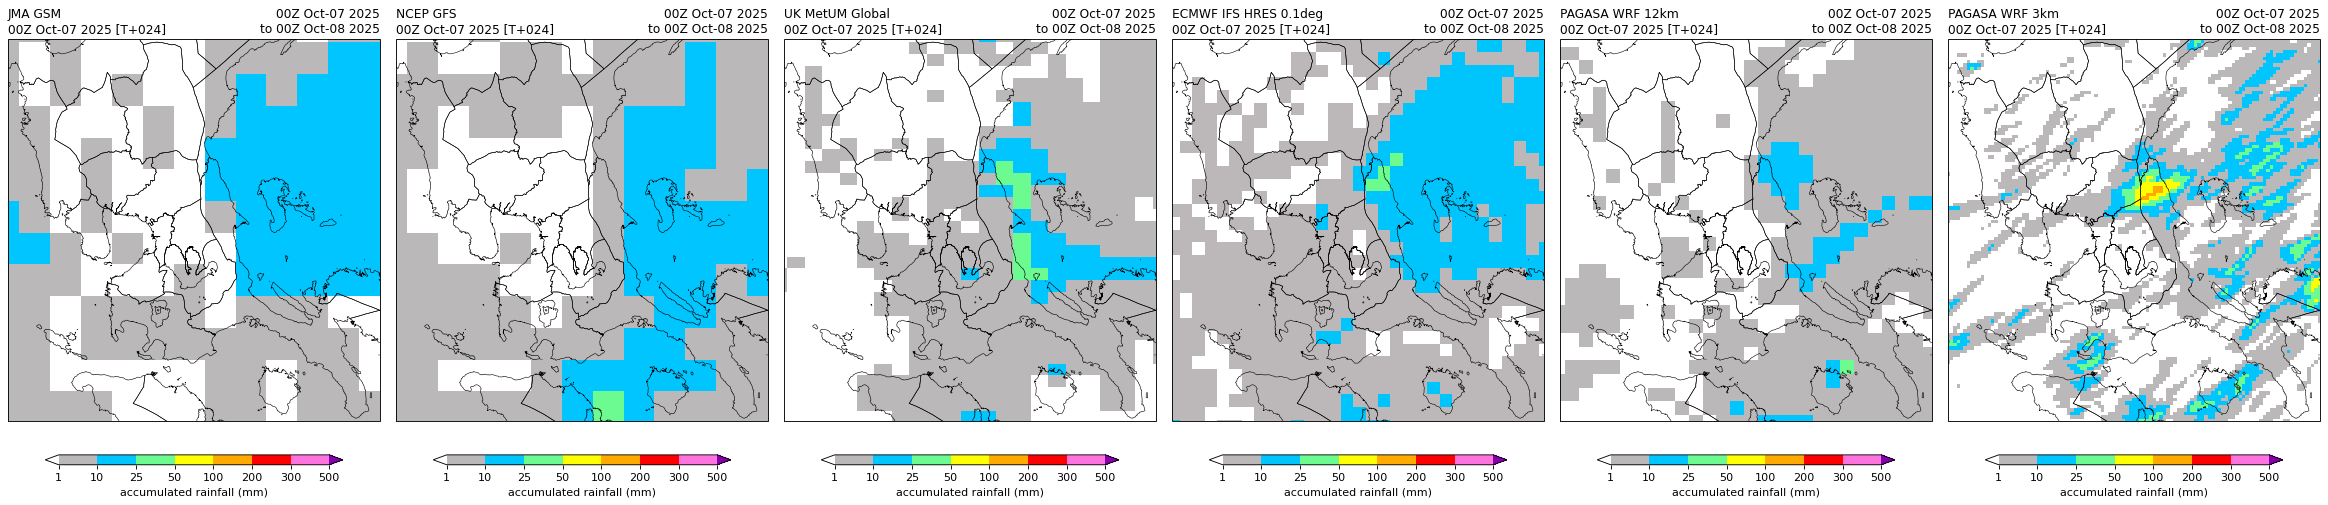 JMA GSM 00Z Oct-07 2025
00Z Oct-07 2025 [T+024] to 00Z Oct-08 2025
NCEP GFS 00Z Oct-07 2025
00Z Oct-07 2025 [T+024] to 00Z Oct-08 2025
UK MetUM Global 00Z Oct-07 2025
00Z Oct-07 2025 [T+024] to 00Z Oct-08 2025
ECMWF IFS HRES 0.1deg 00Z Oct-07 2025
00Z Oct-07 2025 [T+024] to 00Z Oct-08 2025
PAGASA WRF 12km 00Z Oct-07 2025
00Z Oct-07 2025 [T+024] to 00Z Oct-08 2025
PAGASA WRF 3km 00Z Oct-07 2025
00Z Oct-07 2025 [T+024] to 00Z Oct-08 2025
1 10 25 50 100 200 300 500
accumulated rainfall (mm)
1 10 25 50 100 200 300 500
accumulated rainfall (mm)
1 10 25 50 100 200 300 500
accumulated rainfall (mm)
1 10 25 50 100 200 300 500
accumulated rainfall (mm)
1 10 25 50 100 200 300 500
accumulated rainfall (mm)
1 10 25 50 100 200 300 500
accumulated rainfall (mm)